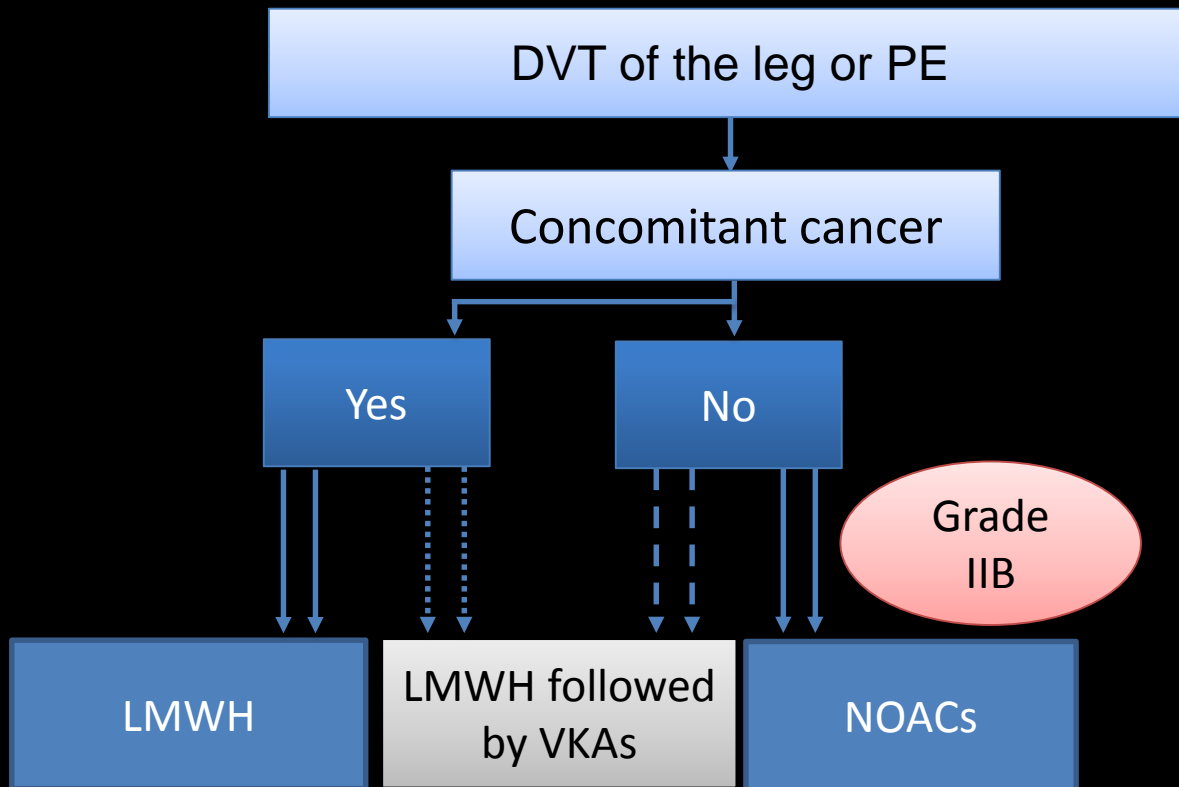 DVT of the leg or PE
Concomitant cancer
Yes
No
Grade
IIB
LMWH
LMWH followed
by VKAs
NOACs